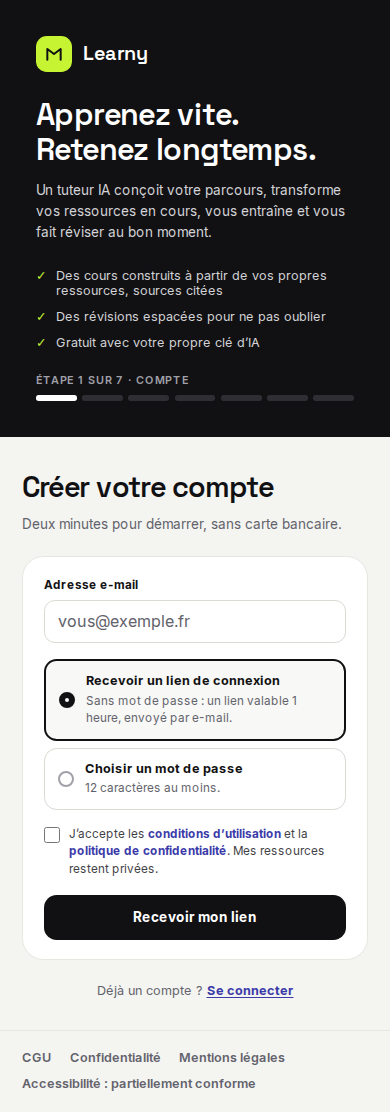 Learny
Apprenez vite.
Retenez longtemps.
Un tuteur IA conçoit votre parcours, transforme
vos ressources en cours, vous entraîne et vous
fait réviser au bon moment.
✓ Des cours construits à partir de vos propres
ressources, sources citées
✓ Des révisions espacées pour ne pas oublier
✓ Gratuit avec votre propre clé d’IA
ÉTAPE 1 SUR 7 · COMPTE
Créer votre compte
Deux minutes pour démarrer, sans carte bancaire.
Adresse e-mail
vous@exemple.fr
Recevoir un lien de connexion
Sans mot de passe : un lien valable 1
heure, envoyé par e-mail.
Choisir un mot de passe
12 caractères au moins.
J’accepte les conditions d’utilisation et la
politique de confidentialité. Mes ressources
restent privées.
Recevoir mon lien
Déjà un compte ? Se connecter
CGU Confidentialité Mentions légales
Accessibilité : partiellement conforme